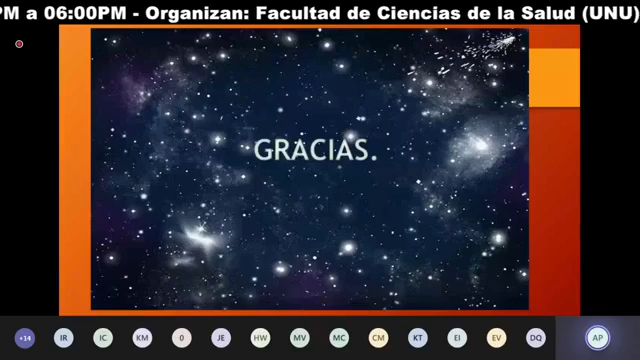 PM a 06:00PM - Organizan: Facultad de Ciencias de la Salud (UNU)
GRACIAS.
+14 IR IC KM 0 JE HW MV MC CM KT EI EV DQ AP